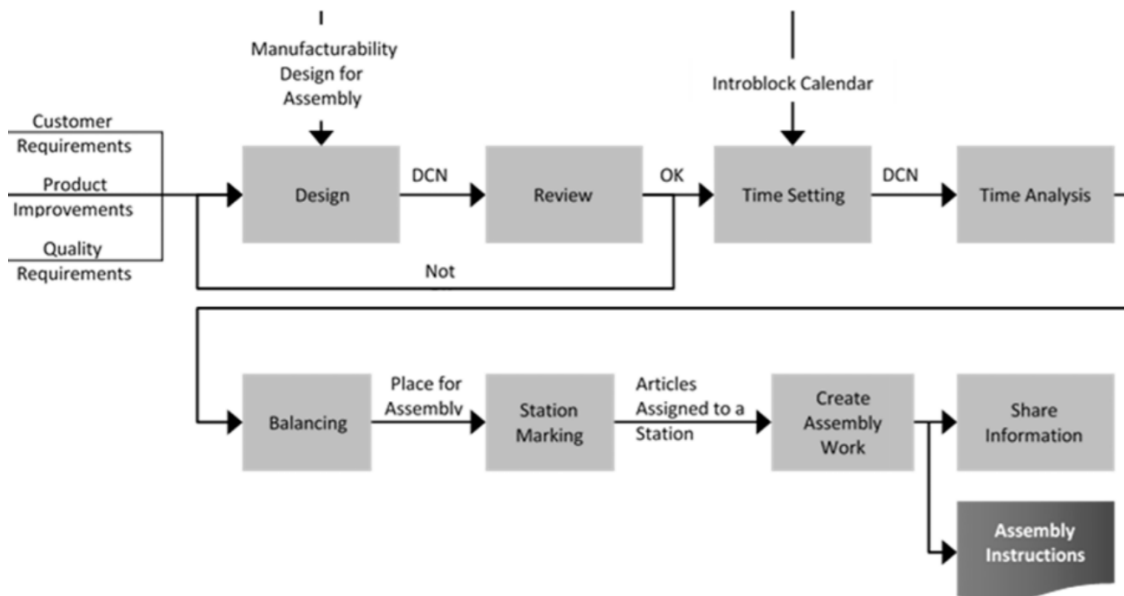 Manufacturability
Design for
Assembly
Introblock Calendar
Customer
Requirements
Product
Improvements
Quality
Requirements
Design
DCN
Review
OK
Time Setting
DCN
Time Analysis
Not
Balancing
Place for
Assembly
Station
Marking
Articles
Assigned to a
Station
Create
Assembly
Work
Share
Information
Assembly
Instructions